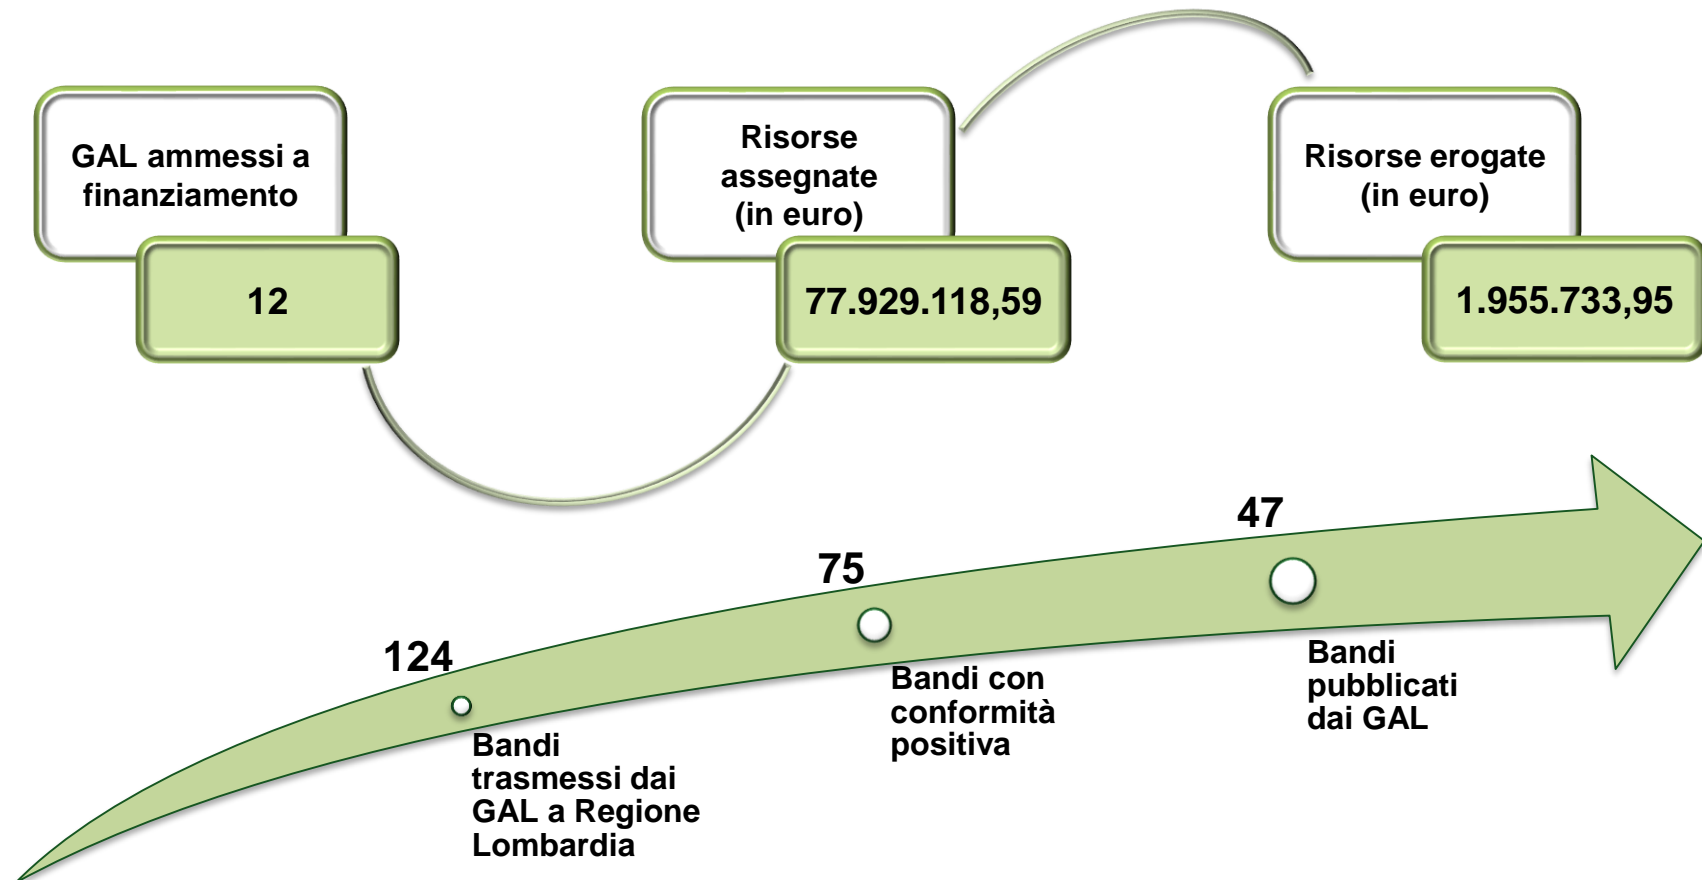 GAL ammessi a
finanziamento
12
Risorse
assegnate
(in euro)
77.929.118,59
Risorse erogate
(in euro)
1.955.733,95
124
Bandi
trasmessi dai
GAL a Regione
Lombardia
75
Bandi con
conformità
positiva
47
Bandi
pubblicati
dai GAL